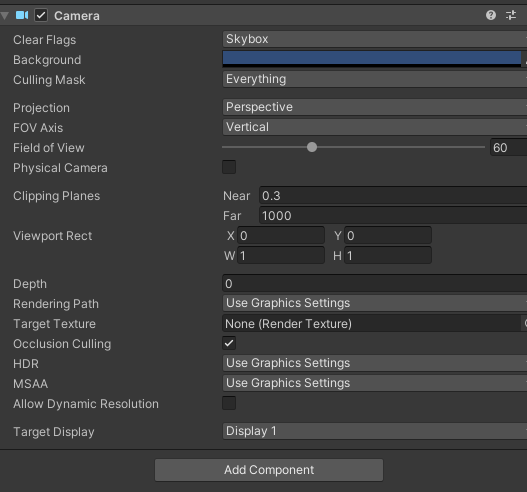 Camera
Clear Flags Skybox
Background
Culling Mask Everything
Projection Perspective
FOV Axis Vertical
Field of View 60
Physical Camera
Clipping Planes Near 0.3
Far 1000
Viewport Rect X 0 Y 0
W 1 H 1
Depth 0
Rendering Path Use Graphics Settings
Target Texture None (Render Texture)
Occlusion Culling
HDR Use Graphics Settings
MSAA Use Graphics Settings
Allow Dynamic Resolution
Target Display Display 1
Add Component